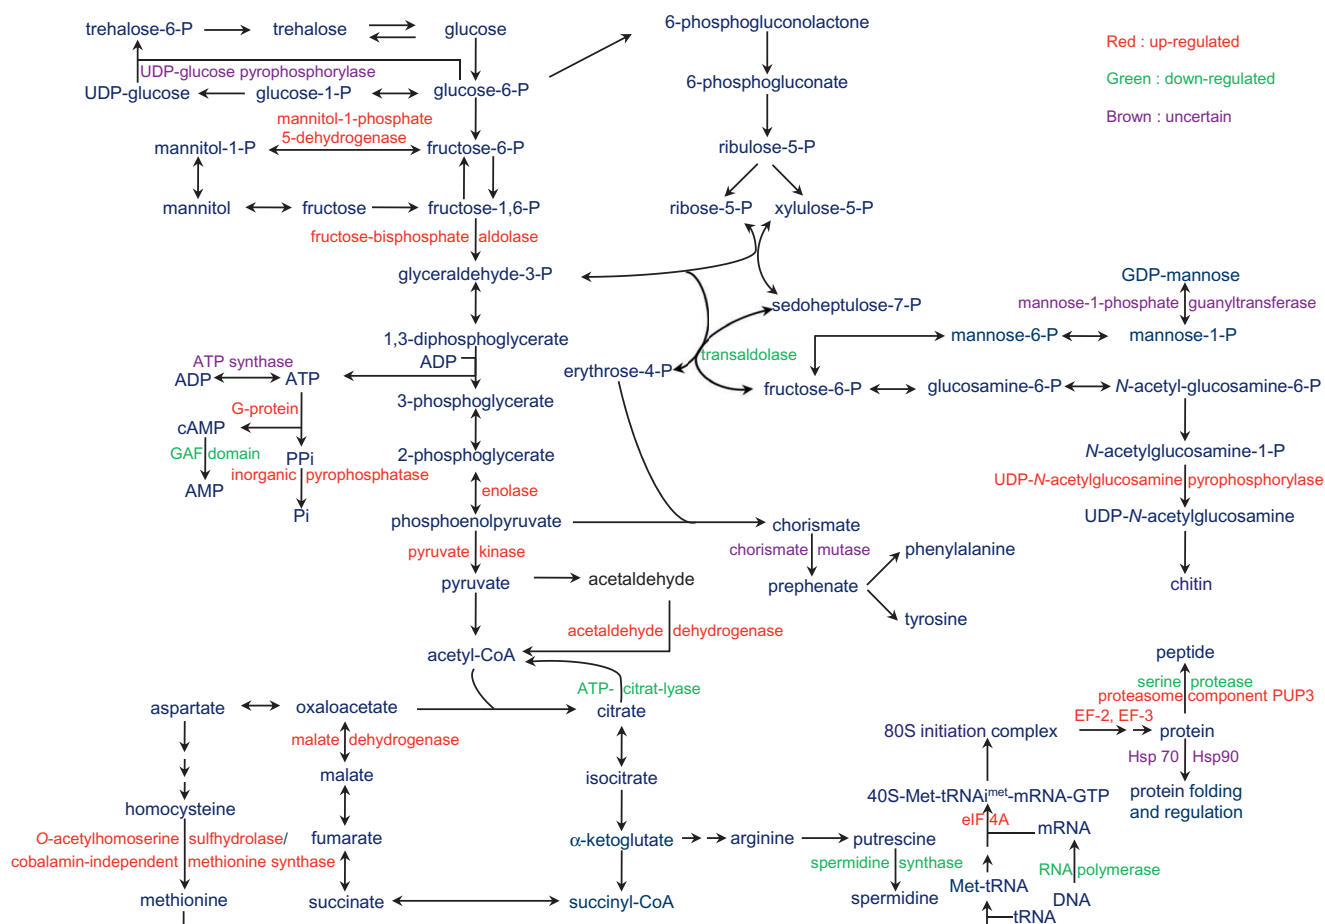 trehalose-6-P
trehalose
glucose
6-phosphogluconolactone
Red : up-regulated
UDP-glucose pyrophosphorylase
Green : down-regulated
UDP-glucose
glucose-1-P
glucose-6-P
6-phosphogluconate
Brown : uncertain
mannitol-1-phosphate
5-dehydrogenase
mannitol-1-P
fructose-6-P
ribulose-5-P
mannitol
fructose
fructose-1,6-P
ribose-5-P
xylulose-5-P
fructose-bisphosphate aldolase
glyceraldehyde-3-P
GDP-mannose
sedoheptulose-7-P
mannose-1-phosphate guanyltransferase
1,3-diphosphoglycerate
mannose-6-P
mannose-1-P
ATP synthase
ADP
transaldolase
ADP
ATP
erythrose-4-P
fructose-6-P
glucosamine-6-P
N-acetyl-glucosamine-6-P
3-phosphoglycerate
G-protein
cAMP
GAF domain
PPi
2-phosphoglycerate
N-acetylglucosamine-1-P
inorganic pyrophosphatase
AMP
enolase
UDP-N-acetylglucosamine pyrophosphorylase
Pi
phosphoenolpyruvate
chorismate
UDP-N-acetylglucosamine
pyruvate kinase
chorismate mutase
phenylalanine
pyruvate
acetaldehyde
prephenate
chitin
tyrosine
acetaldehyde dehydrogenase
acetyl-CoA
peptide
ATP- citrat-lyase
serine protease
proteasome component PUP3
aspartate
oxaloacetate
citrate
EF-2, EF-3
malate dehydrogenase
80S initiation complex
protein
Hsp 70 Hsp90
malate
isocitrate
homocysteine
40S-Met-tRNAiᵐᵉᵗ-mRNA-GTP
protein folding
and regulation
eIF4A
mRNA
O-acetylhomoserine sulfhydrolase/
fumarate
α-ketoglutate
arginine
putrescine
cobalamin-independent methionine synthase
spermidine synthase
RNA polymerase
Met-tRNA
methionine
succinate
succinyl-CoA
spermidine
DNA
tRNA